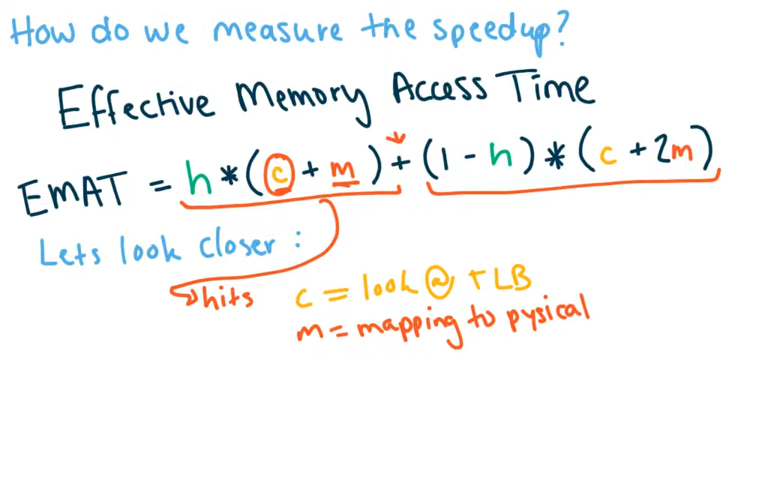 How do we measure the speedup?
Effective Memory Access Time
EMAT = h * (c + m) + (1 - h) * (c + 2m)
Lets look closer :
hits c = look @ TLB
m = mapping to pysical